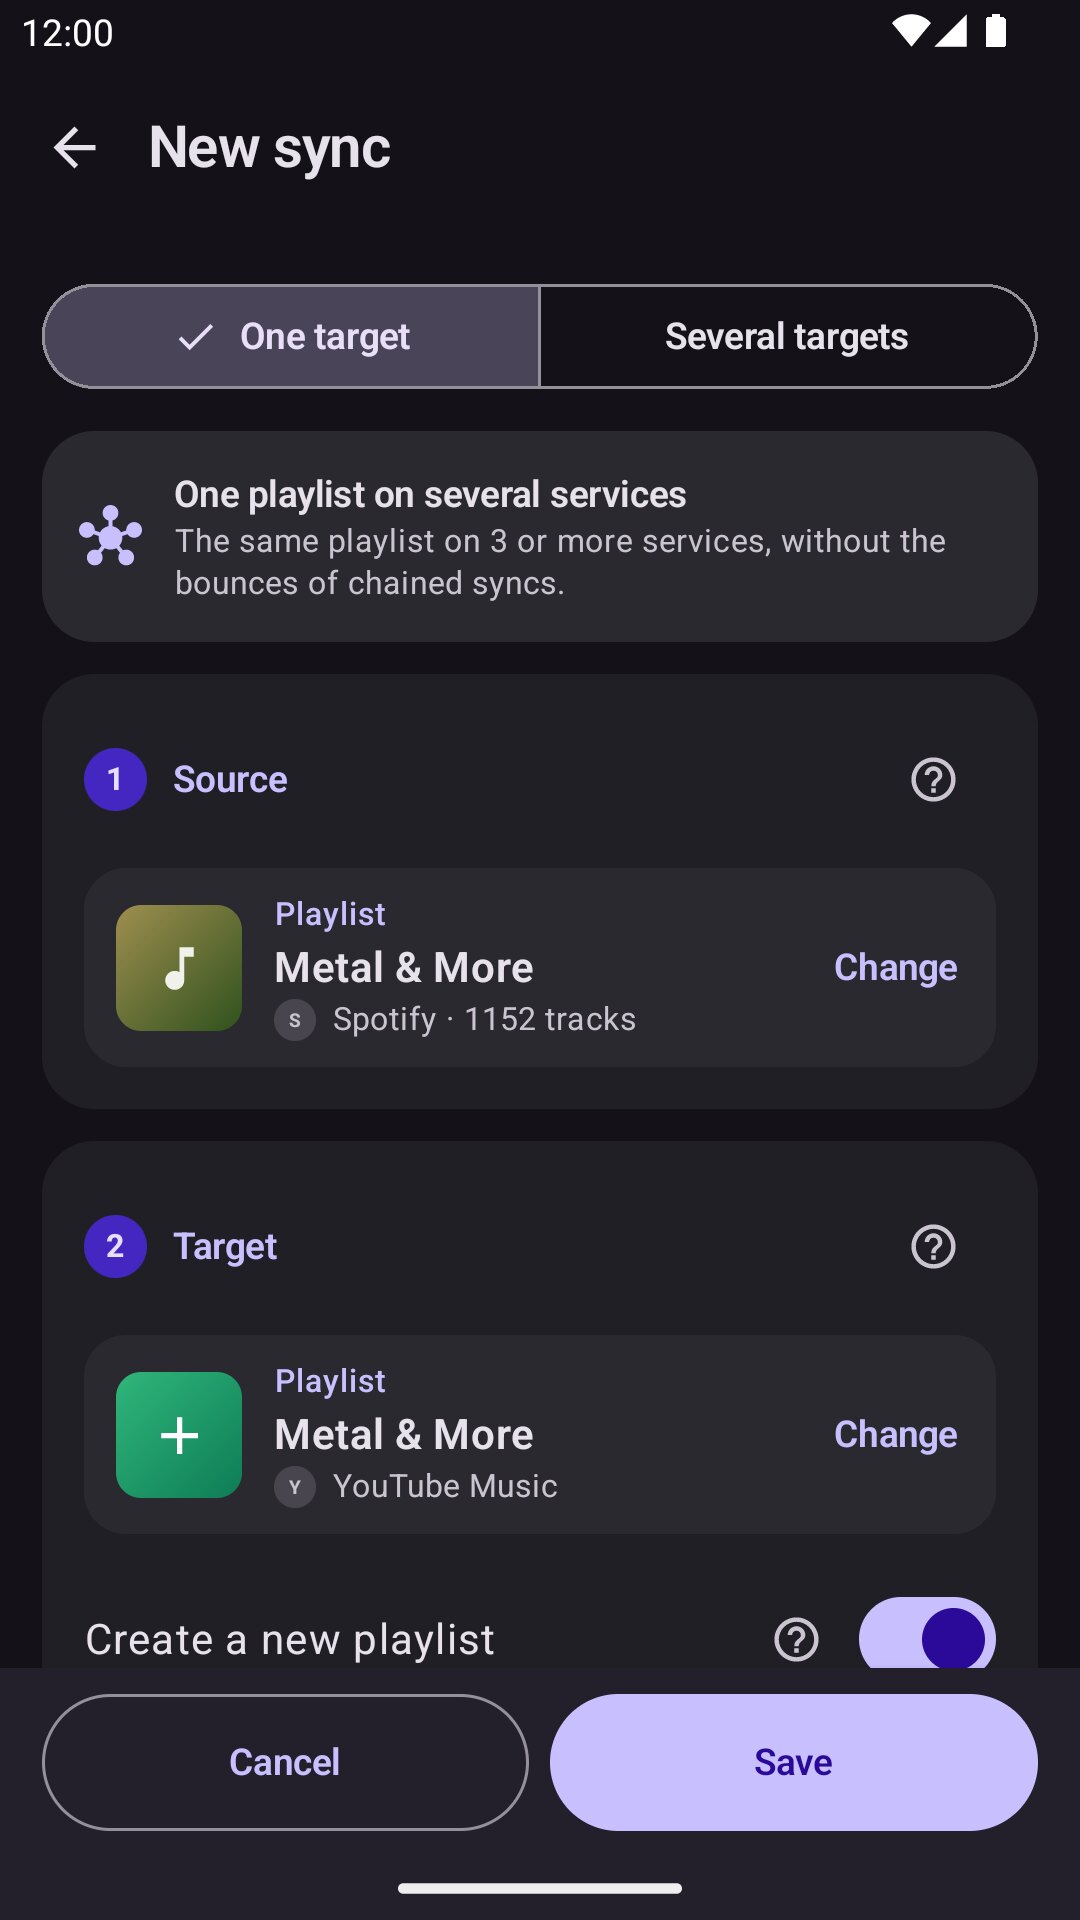 12:00
New sync
One target
Several targets
One playlist on several services
The same playlist on 3 or more services, without the
bounces of chained syncs.
1 Source
Playlist
Metal & More
Change
S Spotify · 1152 tracks
2 Target
Playlist
Metal & More
Change
Y YouTube Music
Create a new playlist
Cancel
Save